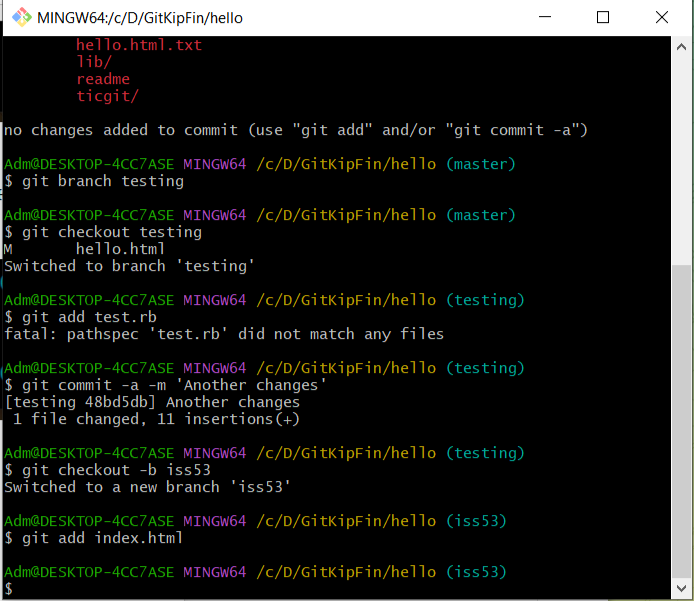 MINGW64:/c/D/GitKipFin/hello
hello.html.txt
lib/
readme
ticgit/
no changes added to commit (use "git add" and/or "git commit -a")
Adm@DESKTOP-4CC7ASE MINGW64 /c/D/GitKipFin/hello (master)
$ git branch testing
Adm@DESKTOP-4CC7ASE MINGW64 /c/D/GitKipFin/hello (master)
$ git checkout testing
M       hello.html
Switched to branch 'testing'
Adm@DESKTOP-4CC7ASE MINGW64 /c/D/GitKipFin/hello (testing)
$ git add test.rb
fatal: pathspec 'test.rb' did not match any files
Adm@DESKTOP-4CC7ASE MINGW64 /c/D/GitKipFin/hello (testing)
$ git commit -a -m 'Another changes'
[testing 48bd5db] Another changes
 1 file changed, 11 insertions(+)
Adm@DESKTOP-4CC7ASE MINGW64 /c/D/GitKipFin/hello (testing)
$ git checkout -b iss53
Switched to a new branch 'iss53'
Adm@DESKTOP-4CC7ASE MINGW64 /c/D/GitKipFin/hello (iss53)
$ git add index.html
Adm@DESKTOP-4CC7ASE MINGW64 /c/D/GitKipFin/hello (iss53)
$